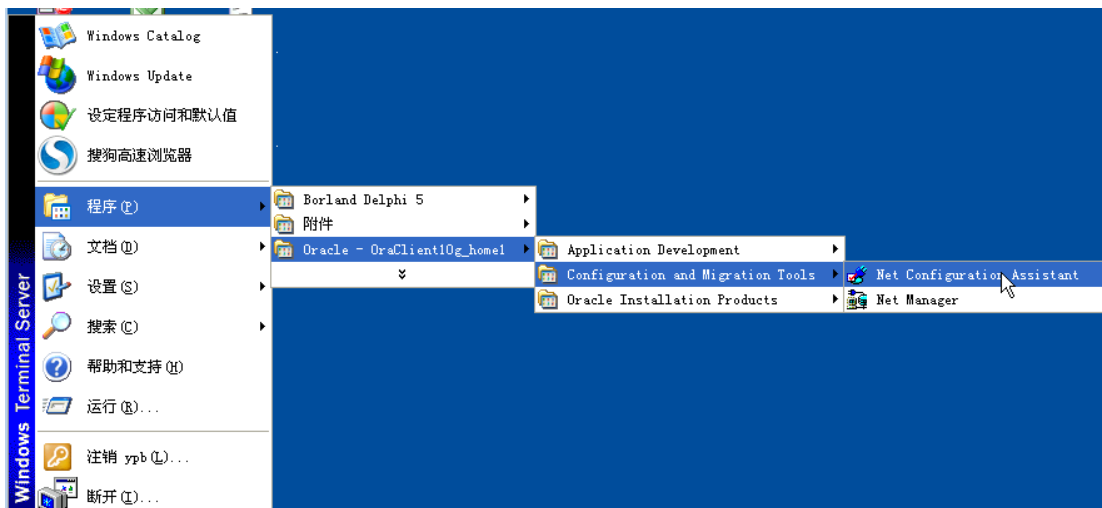 Windows Catalog
Windows Update
设定程序访问和默认值
搜狗高速浏览器
程序(P)
文档(D)
设置(S)
搜索(C)
帮助和支持(H)
运行(R)...
注销 ypb(L)...
断开(I)...
Windows Terminal Server
Borland Delphi 5
附件
Oracle - OraClient10g_home1
Application Development
Configuration and Migration Tools
Oracle Installation Products
Net Configuration Assistant
Net Manager